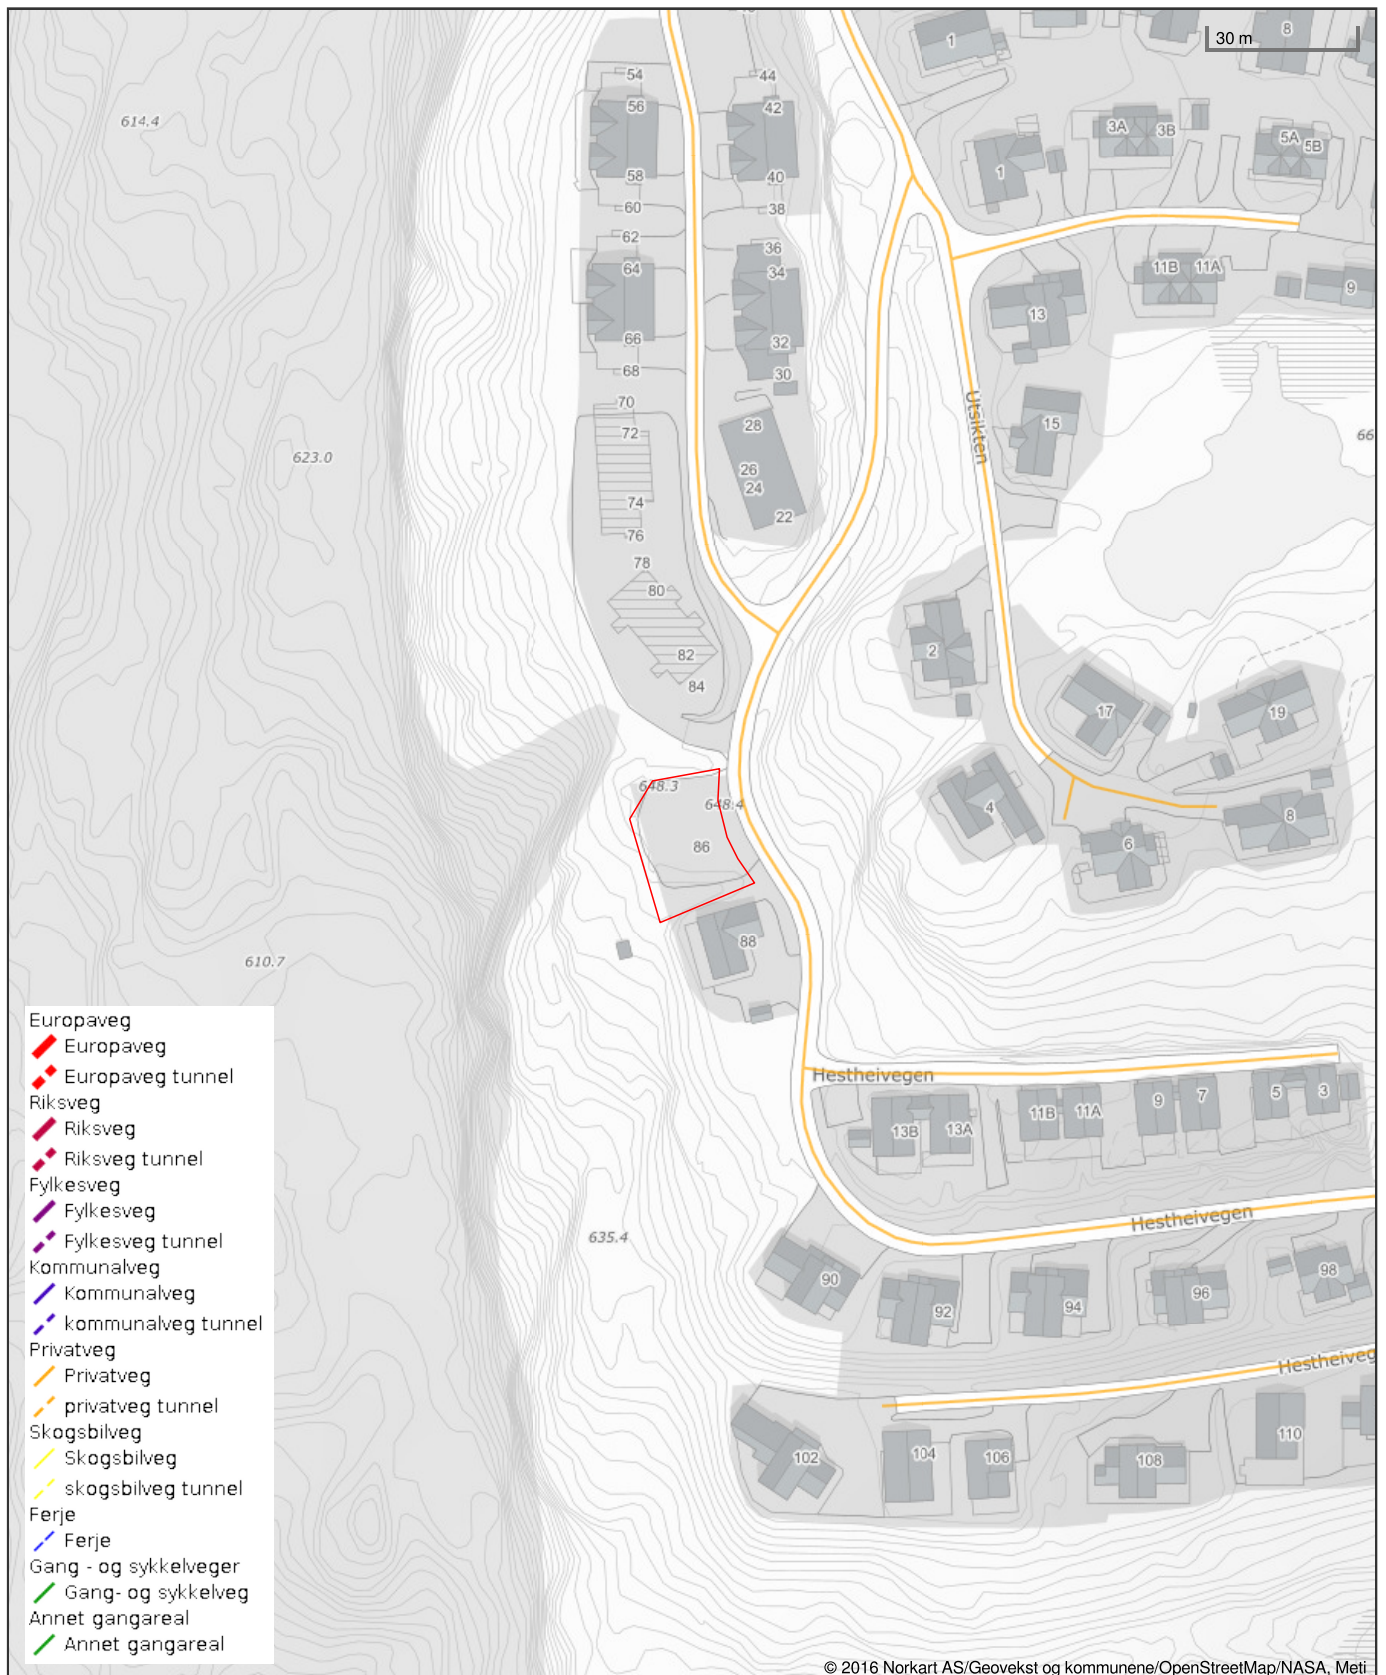 30 m
1
8
614.4
54
44
56
42
3A
3B
5A
5B
1
58
40
60
38
62
36
64
34
11B
11A
9
13
66
32
68
30
70
72
28
Utsikten
15
66
623.0
26
24
74
22
76
78
80
2
82
84
17
19
648.3
648.4
4
8
86
6
88
610.7
Hestheivegen
13B
13A
11B
11A
9
7
5
3
Hestheivegen
635.4
90
92
94
96
98
Hestheiveg
102
104
106
108
110
Europaveg
Europaveg
Europaveg tunnel
Riksveg
Riksveg
Riksveg tunnel
Fylkesveg
Fylkesveg
Fylkesveg tunnel
Kommunalveg
Kommunalveg
kommunalveg tunnel
Privatveg
Privatveg
privatveg tunnel
Skogsbilveg
Skogsbilveg
skogsbilveg tunnel
Ferje
Ferje
Gang - og sykkelveger
Gang- og sykkelveg
Annet gangareal
Annet gangareal
© 2016 Norkart AS/Geovekst og kommunene/OpenStreetMap/NASA, Meti